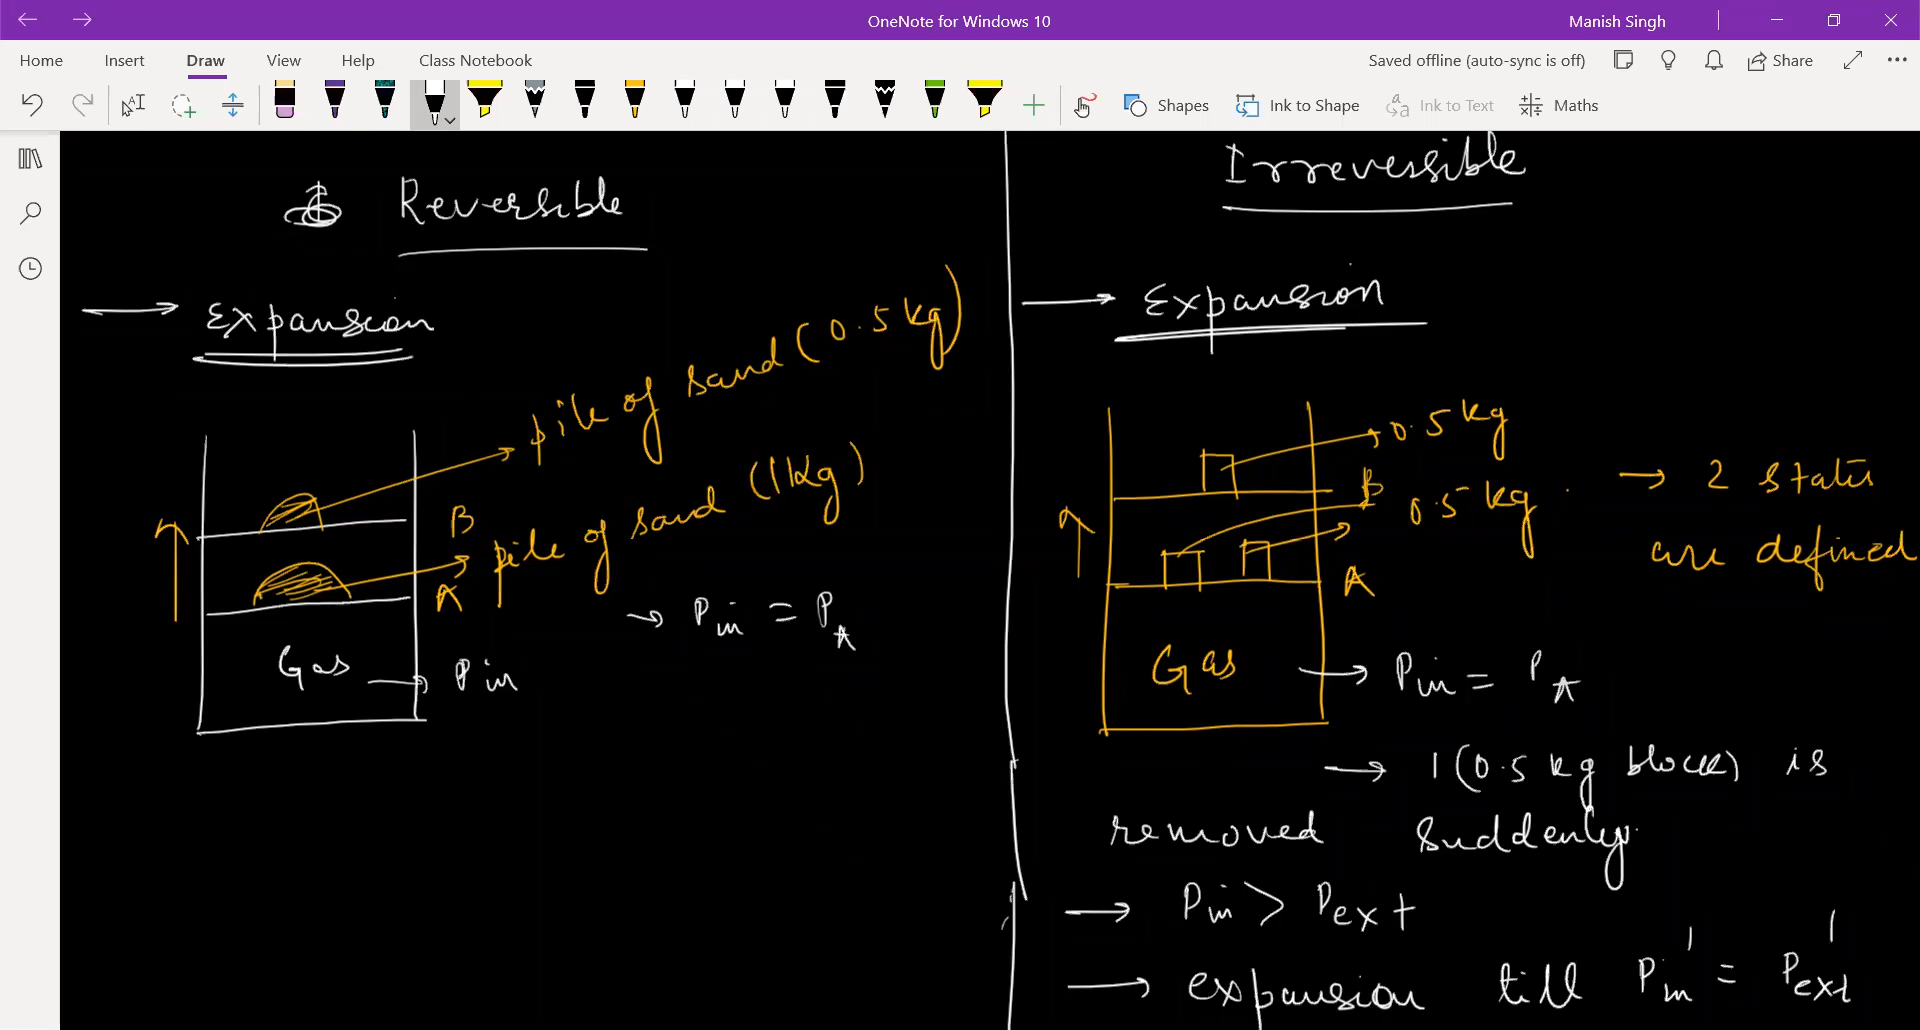 OneNote for Windows 10
Manish Singh
Home Insert Draw View Help Class Notebook
Saved offline (auto-sync is off) Share
Shapes Ink to Shape Ink to Text Maths
Reversible
Expansion
pile of sand (0.5 kg)
pile of sand (1 kg)
B
A
Gas → Pin
→ Pin = PA
Irreversible
Expansion
0.5 kg
B
0.5 kg
A
→ 2 states
are defined
Gas → Pin = PA
→ 1 (0.5 kg block) is
removed suddenly.
→ Pin > Pext
→ expansion till Pin' = Pext'